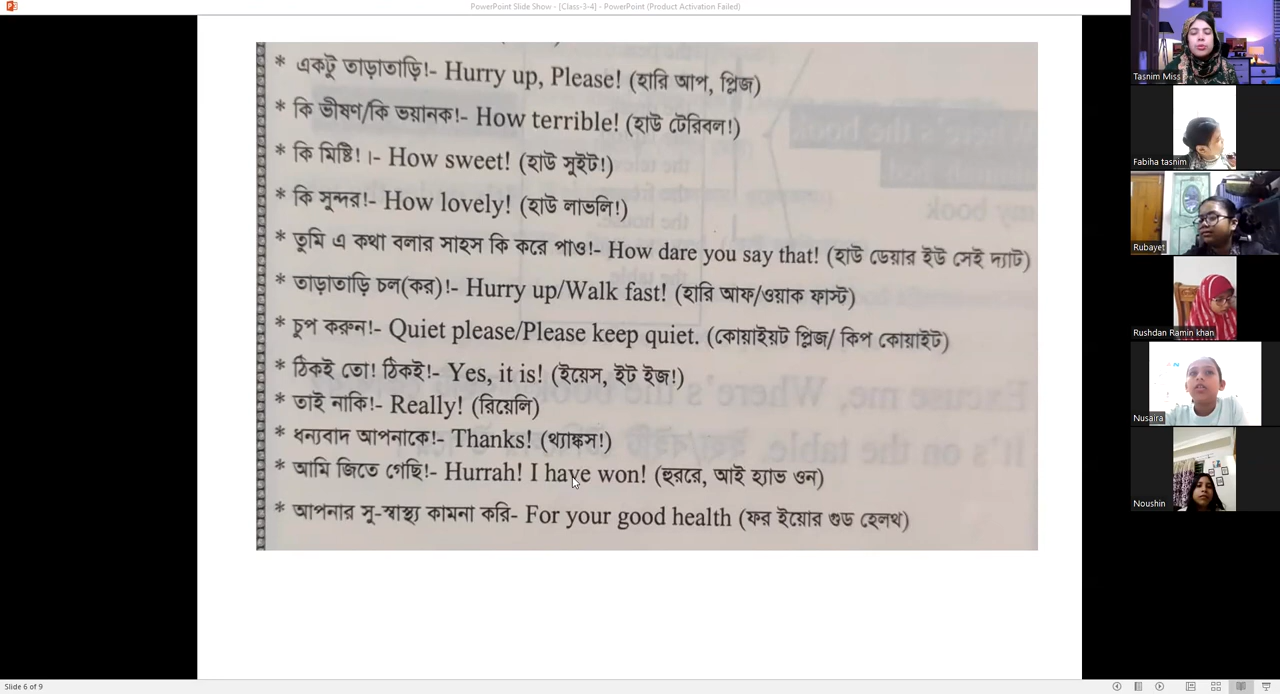 PowerPoint Slide Show - [Class-3-4] - PowerPoint (Product Activation Failed)
* একটু তাড়াতাড়ি!- Hurry up, Please! (হারি আপ, প্লিজ)
* কি ভীষণ/কি ভয়ানক!- How terrible! (হাউ টেরিবল!)
* কি মিষ্টি! ।- How sweet! (হাউ সুইট!)
* কি সুন্দর!- How lovely! (হাউ লাভলি!)
* তুমি এ কথা বলার সাহস কি করে পাও!- How dare you say that! (হাউ ডেয়ার ইউ সেই দ্যাট)
* তাড়াতাড়ি চল(কর)!- Hurry up/Walk fast! (হারি আফ/ওয়াক ফাস্ট)
* চুপ করুন!- Quiet please/Please keep quiet. (কোয়াইয়ট প্লিজ/ কিপ কোয়াইট)
* ঠিকই তো! ঠিকই!- Yes, it is! (ইয়েস, ইট ইজ!)
* তাই নাকি!- Really! (রিয়েলি)
* ধন্যবাদ আপনাকে!- Thanks! (থ্যাঙ্কস!)
* আমি জিতে গেছি!- Hurrah! I have won! (হুররে, আই হ্যাভ ওন)
* আপনার সু-স্বাস্থ্য কামনা করি- For your good health (ফর ইয়োর গুড হেলথ)
Tasnim Miss
Fabiha tasnim
Rubayet
Rushdan Ramin khan
Nusaira
Noushin
Slide 6 of 9